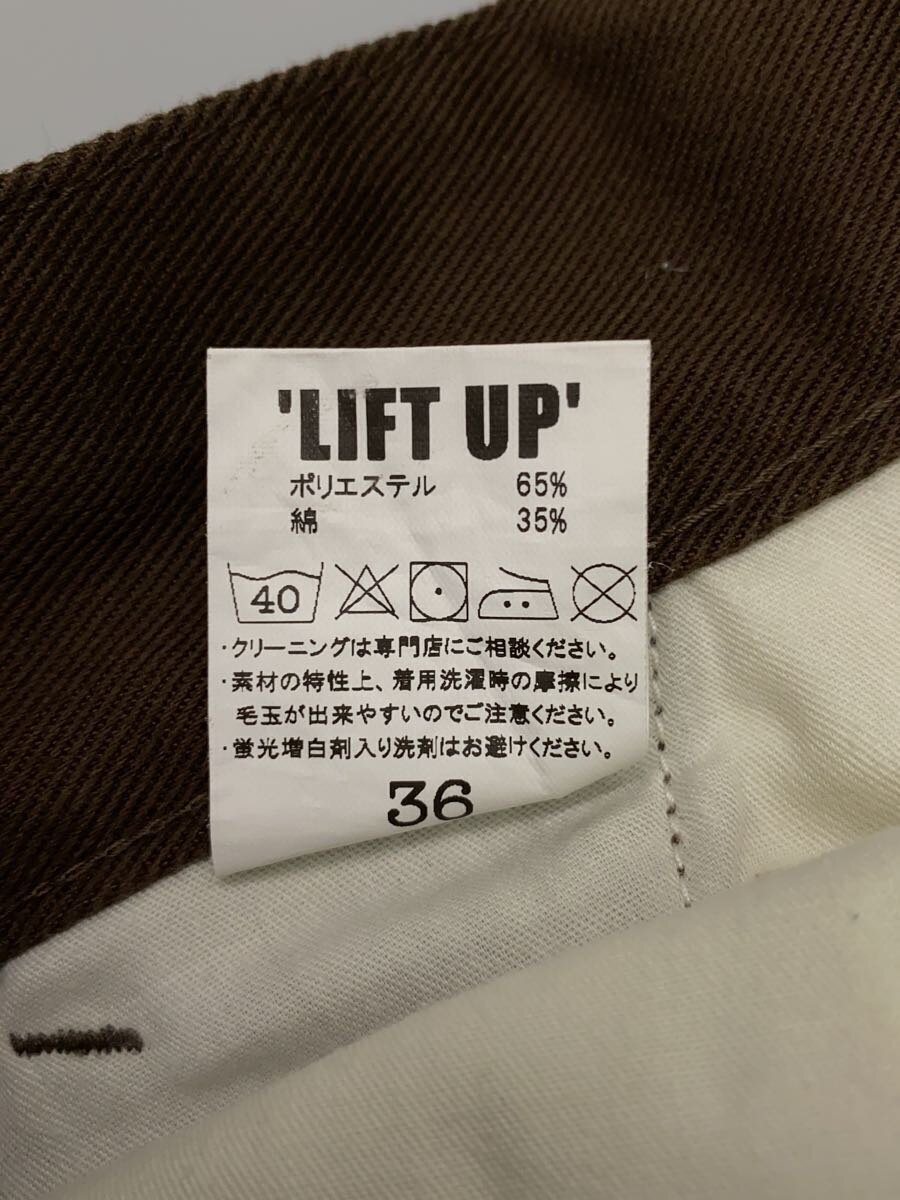 'LIFT UP'
ポリエステル 65%
綿 35%
40
・クリーニングは専門店にご相談ください。
・素材の特性上、着用洗濯時の摩擦により
毛玉が出来やすいのでご注意ください。
・蛍光増白剤入り洗剤はお避けください。
36